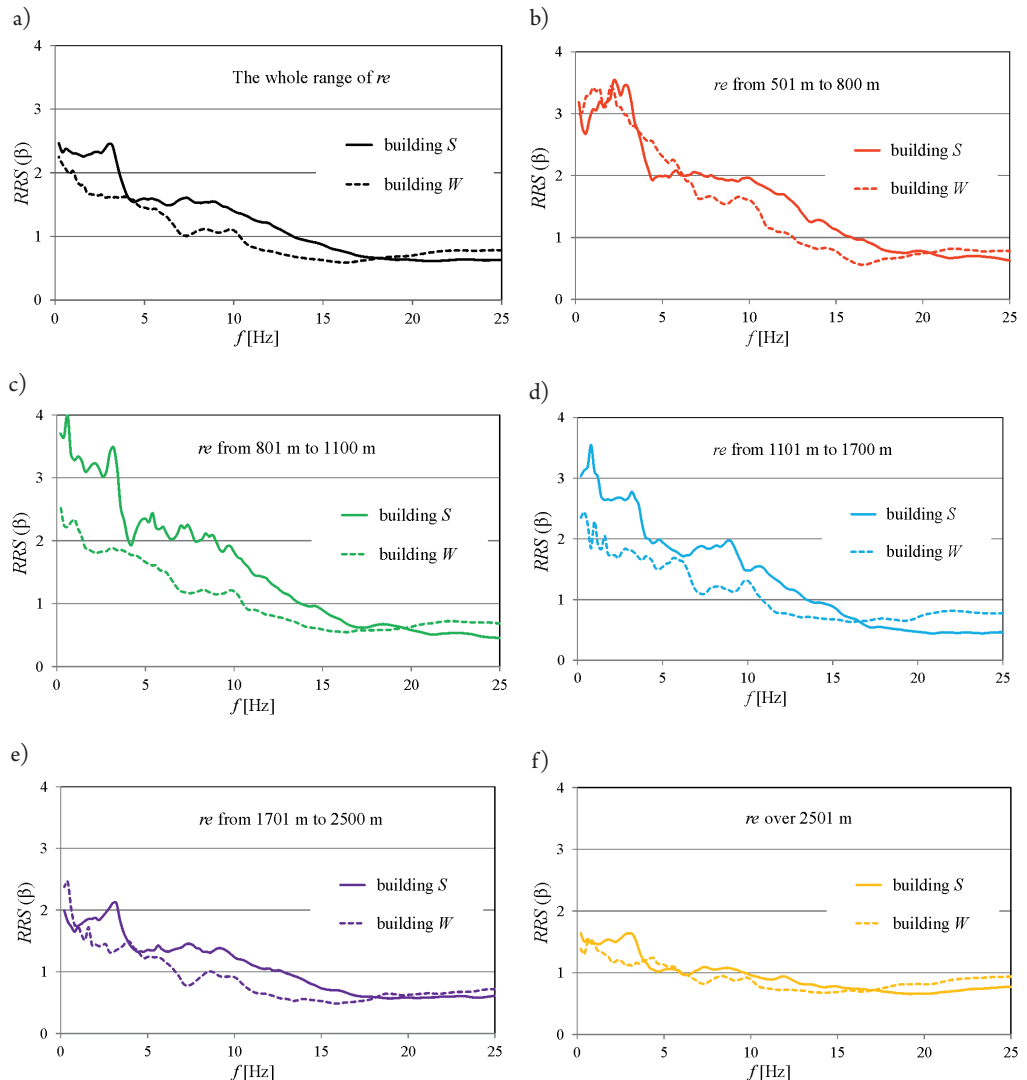 a)
4
3
2
1
0
RRS (β)
The whole range of re
building S
building W
0 5 10 15 20 25
f [Hz]
b)
4
3
2
1
0
RRS (β)
re from 501 m to 800 m
building S
building W
0 5 10 15 20 25
f [Hz]
c)
4
3
2
1
0
RRS (β)
re from 801 m to 1100 m
building S
building W
0 5 10 15 20 25
f [Hz]
d)
4
3
2
1
0
RRS (β)
re from 1101 m to 1700 m
building S
building W
0 5 10 15 20 25
f [Hz]
e)
4
3
2
1
0
RRS (β)
re from 1701 m to 2500 m
building S
building W
0 5 10 15 20 25
f [Hz]
f)
4
3
2
1
0
RRS (β)
re over 2501 m
building S
building W
0 5 10 15 20 25
f [Hz]